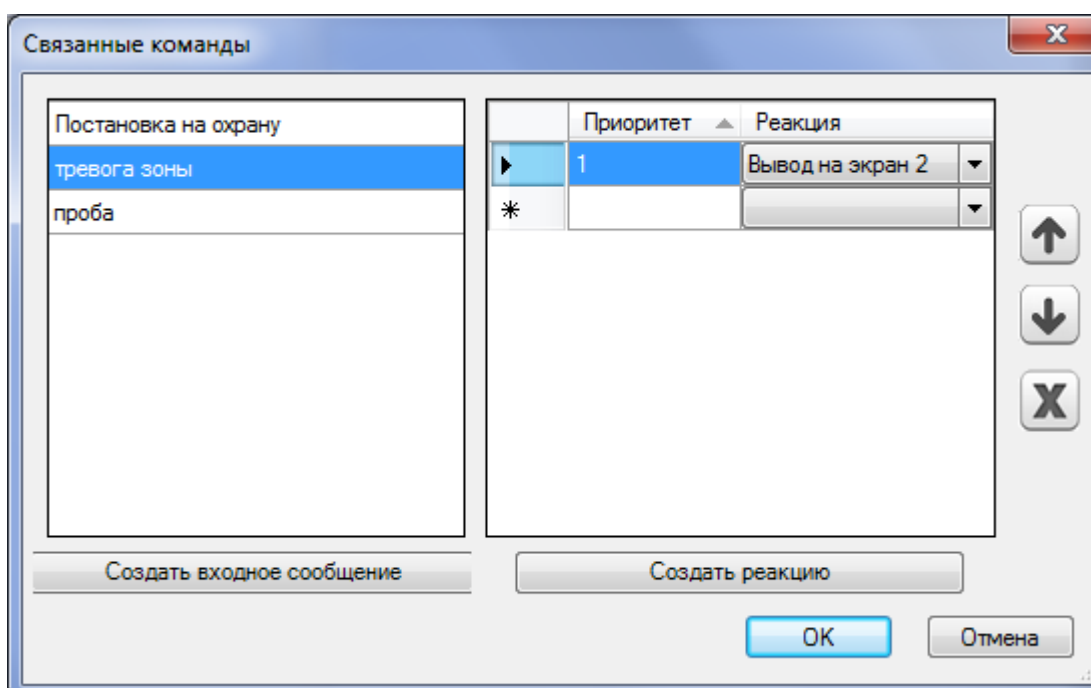 Связанные команды
Постановка на охрану
тревога зоны
проба
Приоритет Реакция
1 Вывод на экран 2
Создать входное сообщение
Создать реакцию
OK Отмена